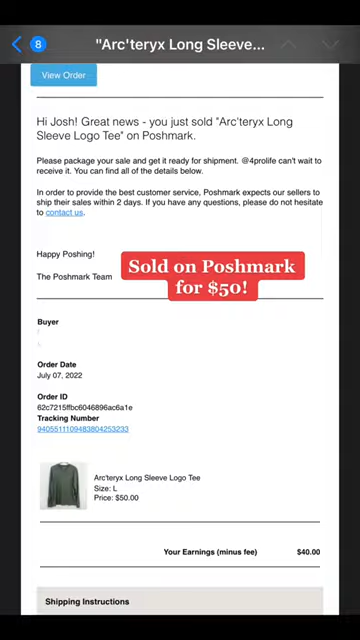 8
"Arc'teryx Long Sleeve...
View Order
Hi Josh! Great news - you just sold "Arc'teryx Long
Sleeve Logo Tee" on Poshmark.
Please package your sale and get it ready for shipment. @4prolife can't wait to
receive it. You can find all of the details below.
In order to provide the best customer service, Poshmark expects our sellers to
ship their sales within 2 days. If you have any questions, please do not hesitate
to contact us.
Happy Poshing!
The Poshmark Team
Sold on Poshmark
for $50!
Buyer
Order Date
July 07, 2022
Order ID
62c7215ffbc6046896ac6a1e
Tracking Number
9405511109483804253233
Arc'teryx Long Sleeve Logo Tee
Size: L
Price: $50.00
Your Earnings (minus fee) $40.00
Shipping Instructions